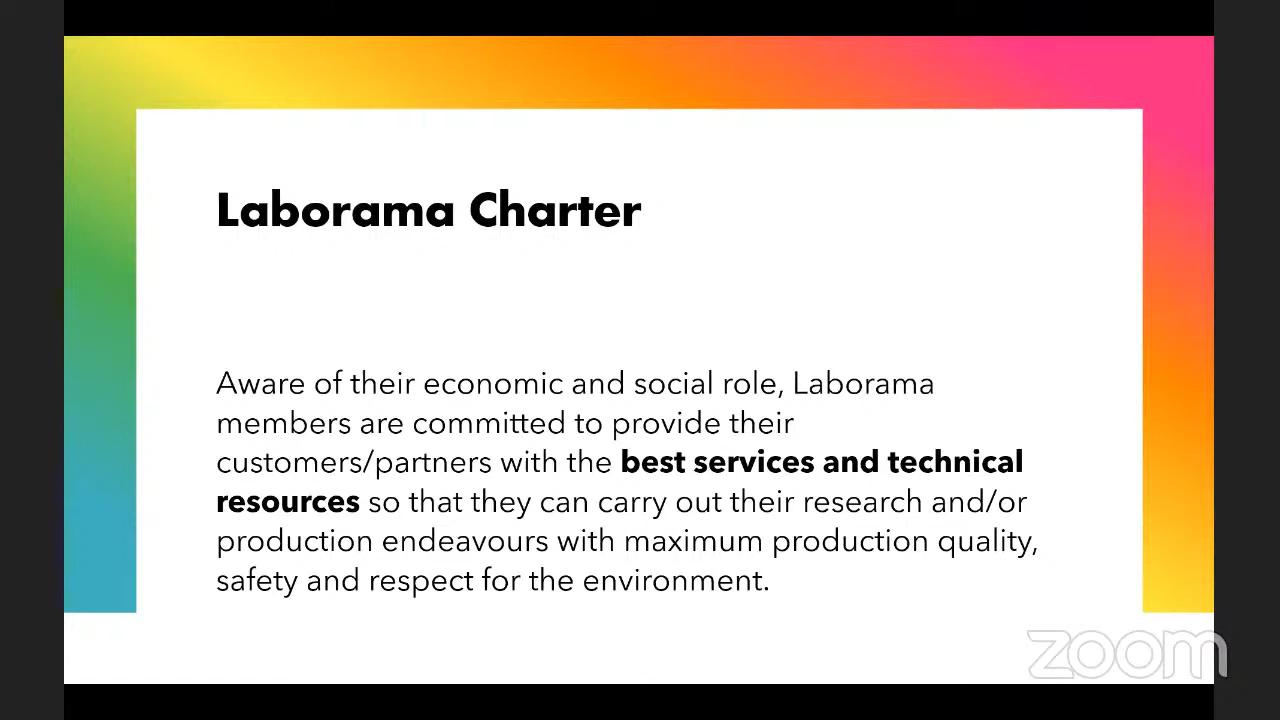 Laborama Charter
Aware of their economic and social role, Laborama
members are committed to provide their
customers/partners with the best services and technical
resources so that they can carry out their research and/or
production endeavours with maximum production quality,
safety and respect for the environment.
zoom